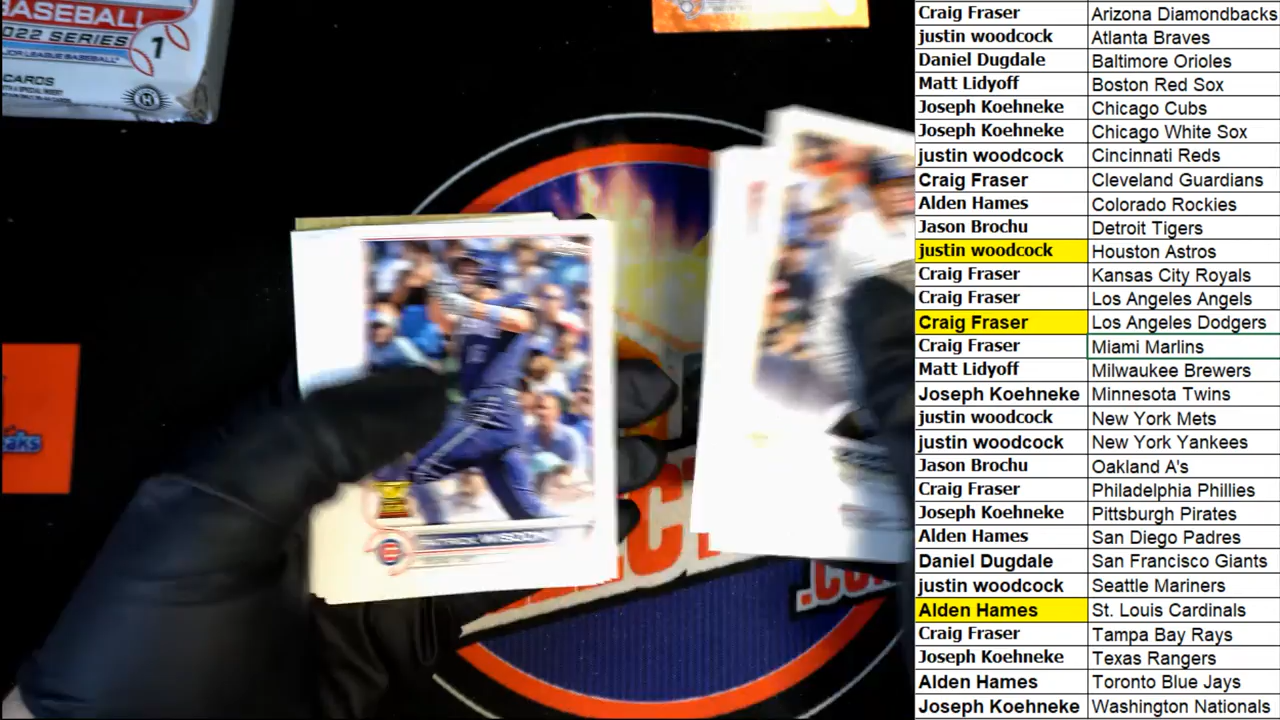 BASEBALL
2022 SERIES 1
MAJOR LEAGUE BASEBALL
CARDS
WISDOM
Craig Fraser Arizona Diamondbacks
justin woodcock Atlanta Braves
Daniel Dugdale Baltimore Orioles
Matt Lidyoff Boston Red Sox
Joseph Koehneke Chicago Cubs
Joseph Koehneke Chicago White Sox
justin woodcock Cincinnati Reds
Craig Fraser Cleveland Guardians
Alden Hames Colorado Rockies
Jason Brochu Detroit Tigers
justin woodcock Houston Astros
Craig Fraser Kansas City Royals
Craig Fraser Los Angeles Angels
Craig Fraser Los Angeles Dodgers
Craig Fraser Miami Marlins
Matt Lidyoff Milwaukee Brewers
Joseph Koehneke Minnesota Twins
justin woodcock New York Mets
justin woodcock New York Yankees
Jason Brochu Oakland A's
Craig Fraser Philadelphia Phillies
Joseph Koehneke Pittsburgh Pirates
Alden Hames San Diego Padres
Daniel Dugdale San Francisco Giants
justin woodcock Seattle Mariners
Alden Hames St. Louis Cardinals
Craig Fraser Tampa Bay Rays
Joseph Koehneke Texas Rangers
Alden Hames Toronto Blue Jays
Joseph Koehneke Washington Nationals